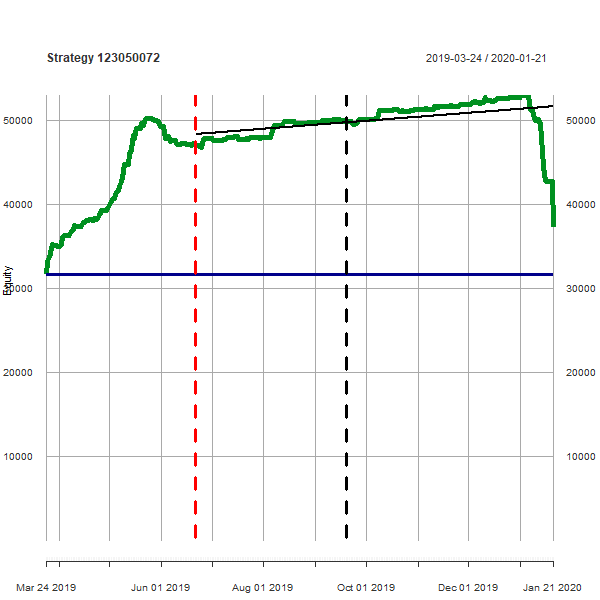 Strategy 123050072
2019-03-24 / 2020-01-21
50000
50000
40000
40000
Equity
30000
30000
20000
20000
10000
10000
Mar 24 2019
Jun 01 2019
Aug 01 2019
Oct 01 2019
Dec 01 2019
Jan 21 2020